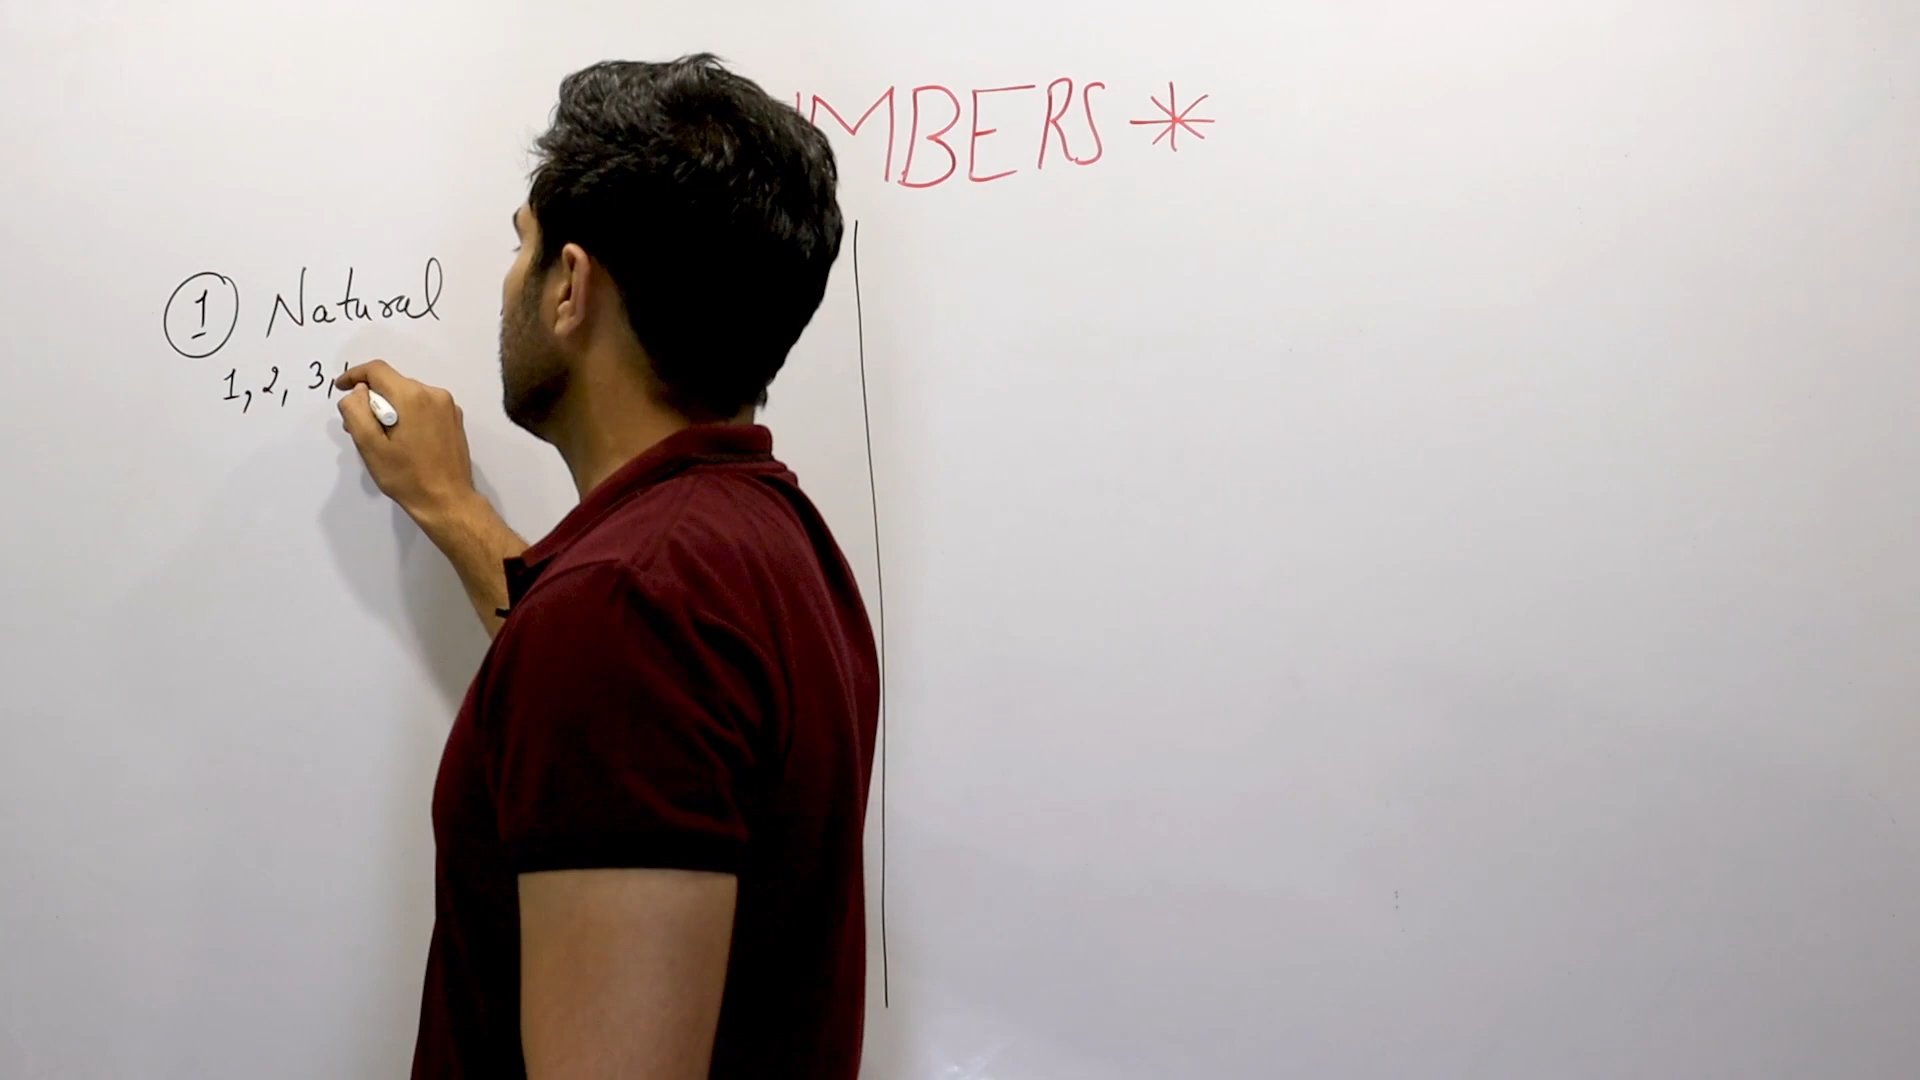 MBERS *
① Natural
1, 2, 3,